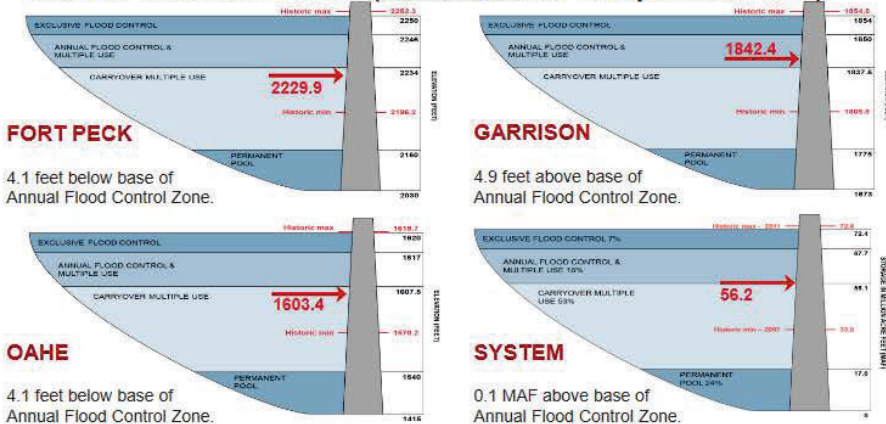 Historic max
2252.3
2250
EXCLUSIVE FLOOD CONTROL
2246
ANNUAL FLOOD CONTROL &
MULTIPLE USE
2234
CARRYOVER MULTIPLE USE
2229.9
Historic min
2196.2
FORT PECK
2160
PERMANENT
POOL
2030
ELEVATION (FEET)
4.1 feet below base of
Annual Flood Control Zone.
Historic max
1854.8
1854
EXCLUSIVE FLOOD CONTROL
1850
ANNUAL FLOOD CONTROL &
MULTIPLE USE
1842.4
1837.5
CARRYOVER MULTIPLE USE
Historic min
GARRISON
1775
PERMANENT
POOL
1673
4.9 feet above base of
Annual Flood Control Zone.
Historic max
1619.7
1620
EXCLUSIVE FLOOD CONTROL
1617
ANNUAL FLOOD CONTROL &
MULTIPLE USE
1607.5
CARRYOVER MULTIPLE USE
1603.4
Historic min
1570.2
OAHE
1540
PERMANENT
POOL
1415
ELEVATION (FEET)
4.1 feet below base of
Annual Flood Control Zone.
Historic max - 2011
72.4
EXCLUSIVE FLOOD CONTROL 7%
67.7
ANNUAL FLOOD CONTROL &
MULTIPLE USE 16%
56.1
CARRYOVER MULTIPLE
USE 53%
56.2
Historic min – 2007
SYSTEM
17.6
PERMANENT
POOL 24%
0
STORAGE IN MILLION ACRE FEET (MAF)
0.1 MAF above base of
Annual Flood Control Zone.